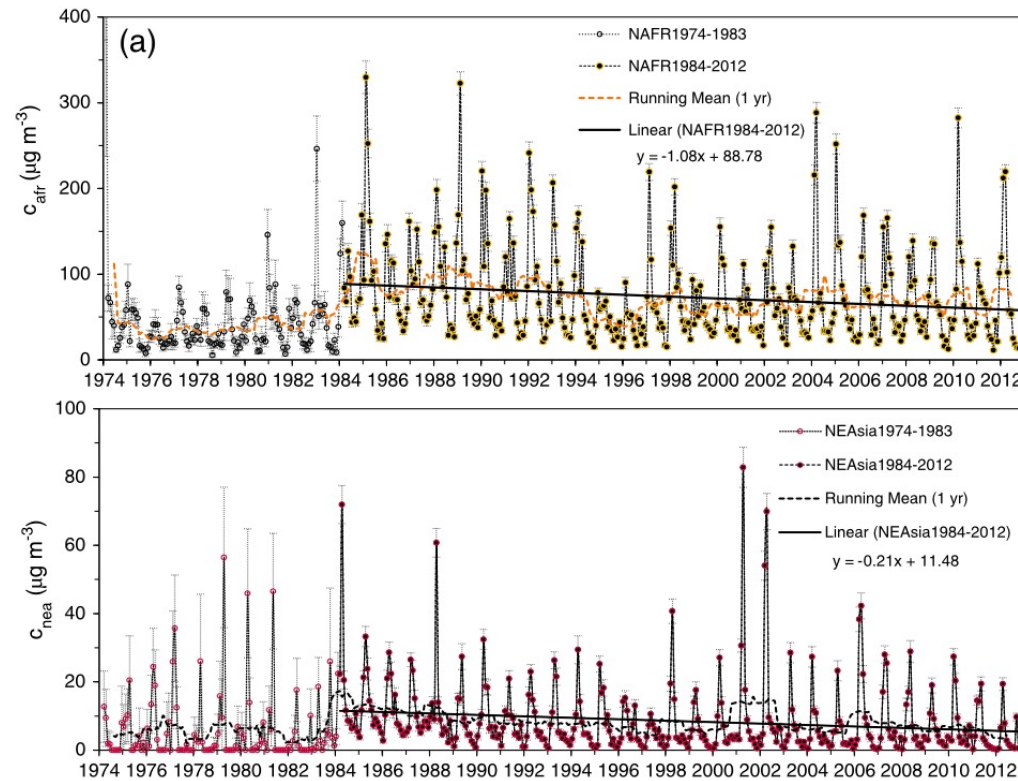 (a)
400
300
200
100
0
c_afr (µg m-3)
NAFR1974-1983
NAFR1984-2012
Running Mean (1 yr)
Linear (NAFR1984-2012)
y = -1.08x + 88.78
1974 1976 1978 1980 1982 1984 1986 1988 1990 1992 1994 1996 1998 2000 2002 2004 2006 2008 2010 2012
100
80
60
40
20
0
c_nea (µg m-3)
NEAsia1974-1983
NEAsia1984-2012
Running Mean (1 yr)
Linear (NEAsia1984-2012)
y = -0.21x + 11.48
1974 1976 1978 1980 1982 1984 1986 1988 1990 1992 1994 1996 1998 2000 2002 2004 2006 2008 2010 2012